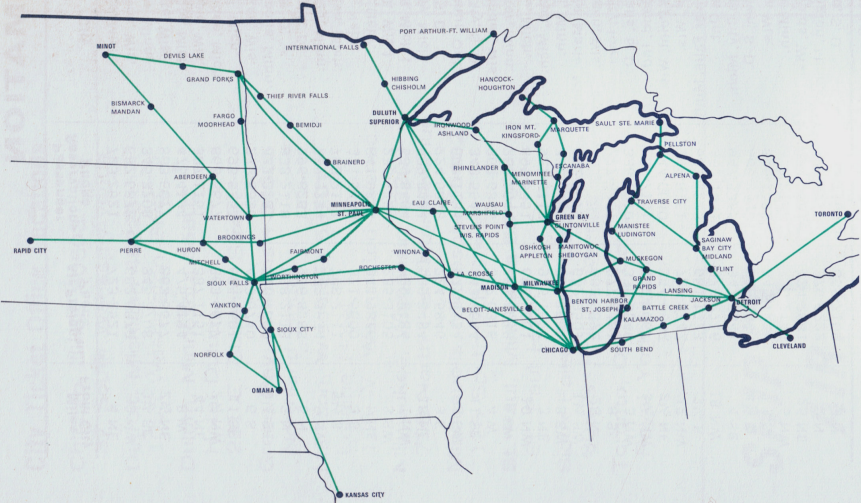 PORT ARTHUR-FT. WILLIAM
MINOT
INTERNATIONAL FALLS
DEVILS LAKE
GRAND FORKS
HIBBING
CHISHOLM
HANCOCK-
HOUGHTON
THIEF RIVER FALLS
BISMARCK
MANDAN
FARGO
MOORHEAD
BEMIDJI
DULUTH
SUPERIOR
IRONWOOD
ASHLAND
IRON MT.
KINGSFORD
MARQUETTE
SAULT STE. MARIE
PELLSTON
BRAINERD
RHINELANDER
ESCANABA
MENOMINEE
MARINETTE
ALPENA
ABERDEEN
MINNEAPOLIS
ST. PAUL
EAU CLAIRE
WAUSAU
MARSHFIELD
TRAVERSE CITY
TORONTO
WATERTOWN
STEVENS POINT
WIS. RAPIDS
GREEN BAY
CLINTONVILLE
MANISTEE
LUDINGTON
RAPID CITY
PIERRE
HURON
BROOKINGS
FAIRMONT
WINONA
OSHKOSH
APPLETON
MANITOWOC
SHEBOYGAN
SAGINAW
BAY CITY
MIDLAND
MITCHELL
WORTHINGTON
ROCHESTER
LA CROSSE
MUSKEGON
FLINT
SIOUX FALLS
MADISON
MILWAUKEE
GRAND
RAPIDS
LANSING
YANKTON
BELOIT-JANESVILLE
BENTON HARBOR
ST. JOSEPH
BATTLE CREEK
JACKSON
DETROIT
KALAMAZOO
SIOUX CITY
CHICAGO
SOUTH BEND
CLEVELAND
NORFOLK
OMAHA
KANSAS CITY